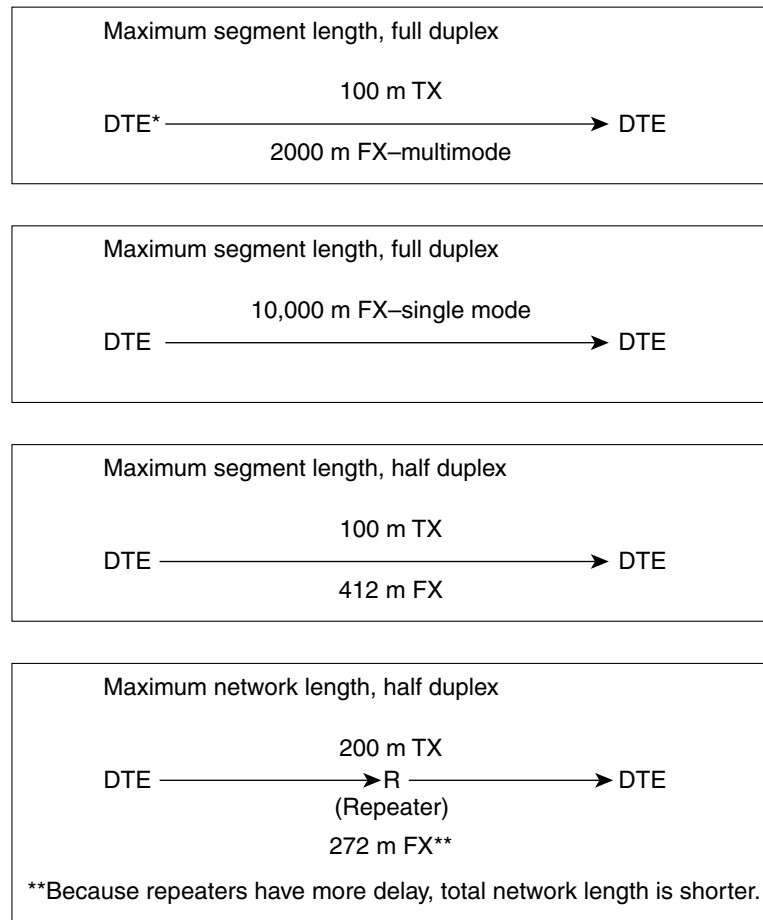 Maximum segment length, full duplex
100 m TX
DTE* DTE
2000 m FX–multimode
Maximum segment length, full duplex
10,000 m FX–single mode
DTE DTE
Maximum segment length, half duplex
100 m TX
DTE DTE
412 m FX
Maximum network length, half duplex
200 m TX
DTE R DTE
(Repeater)
272 m FX**
**Because repeaters have more delay, total network length is shorter.